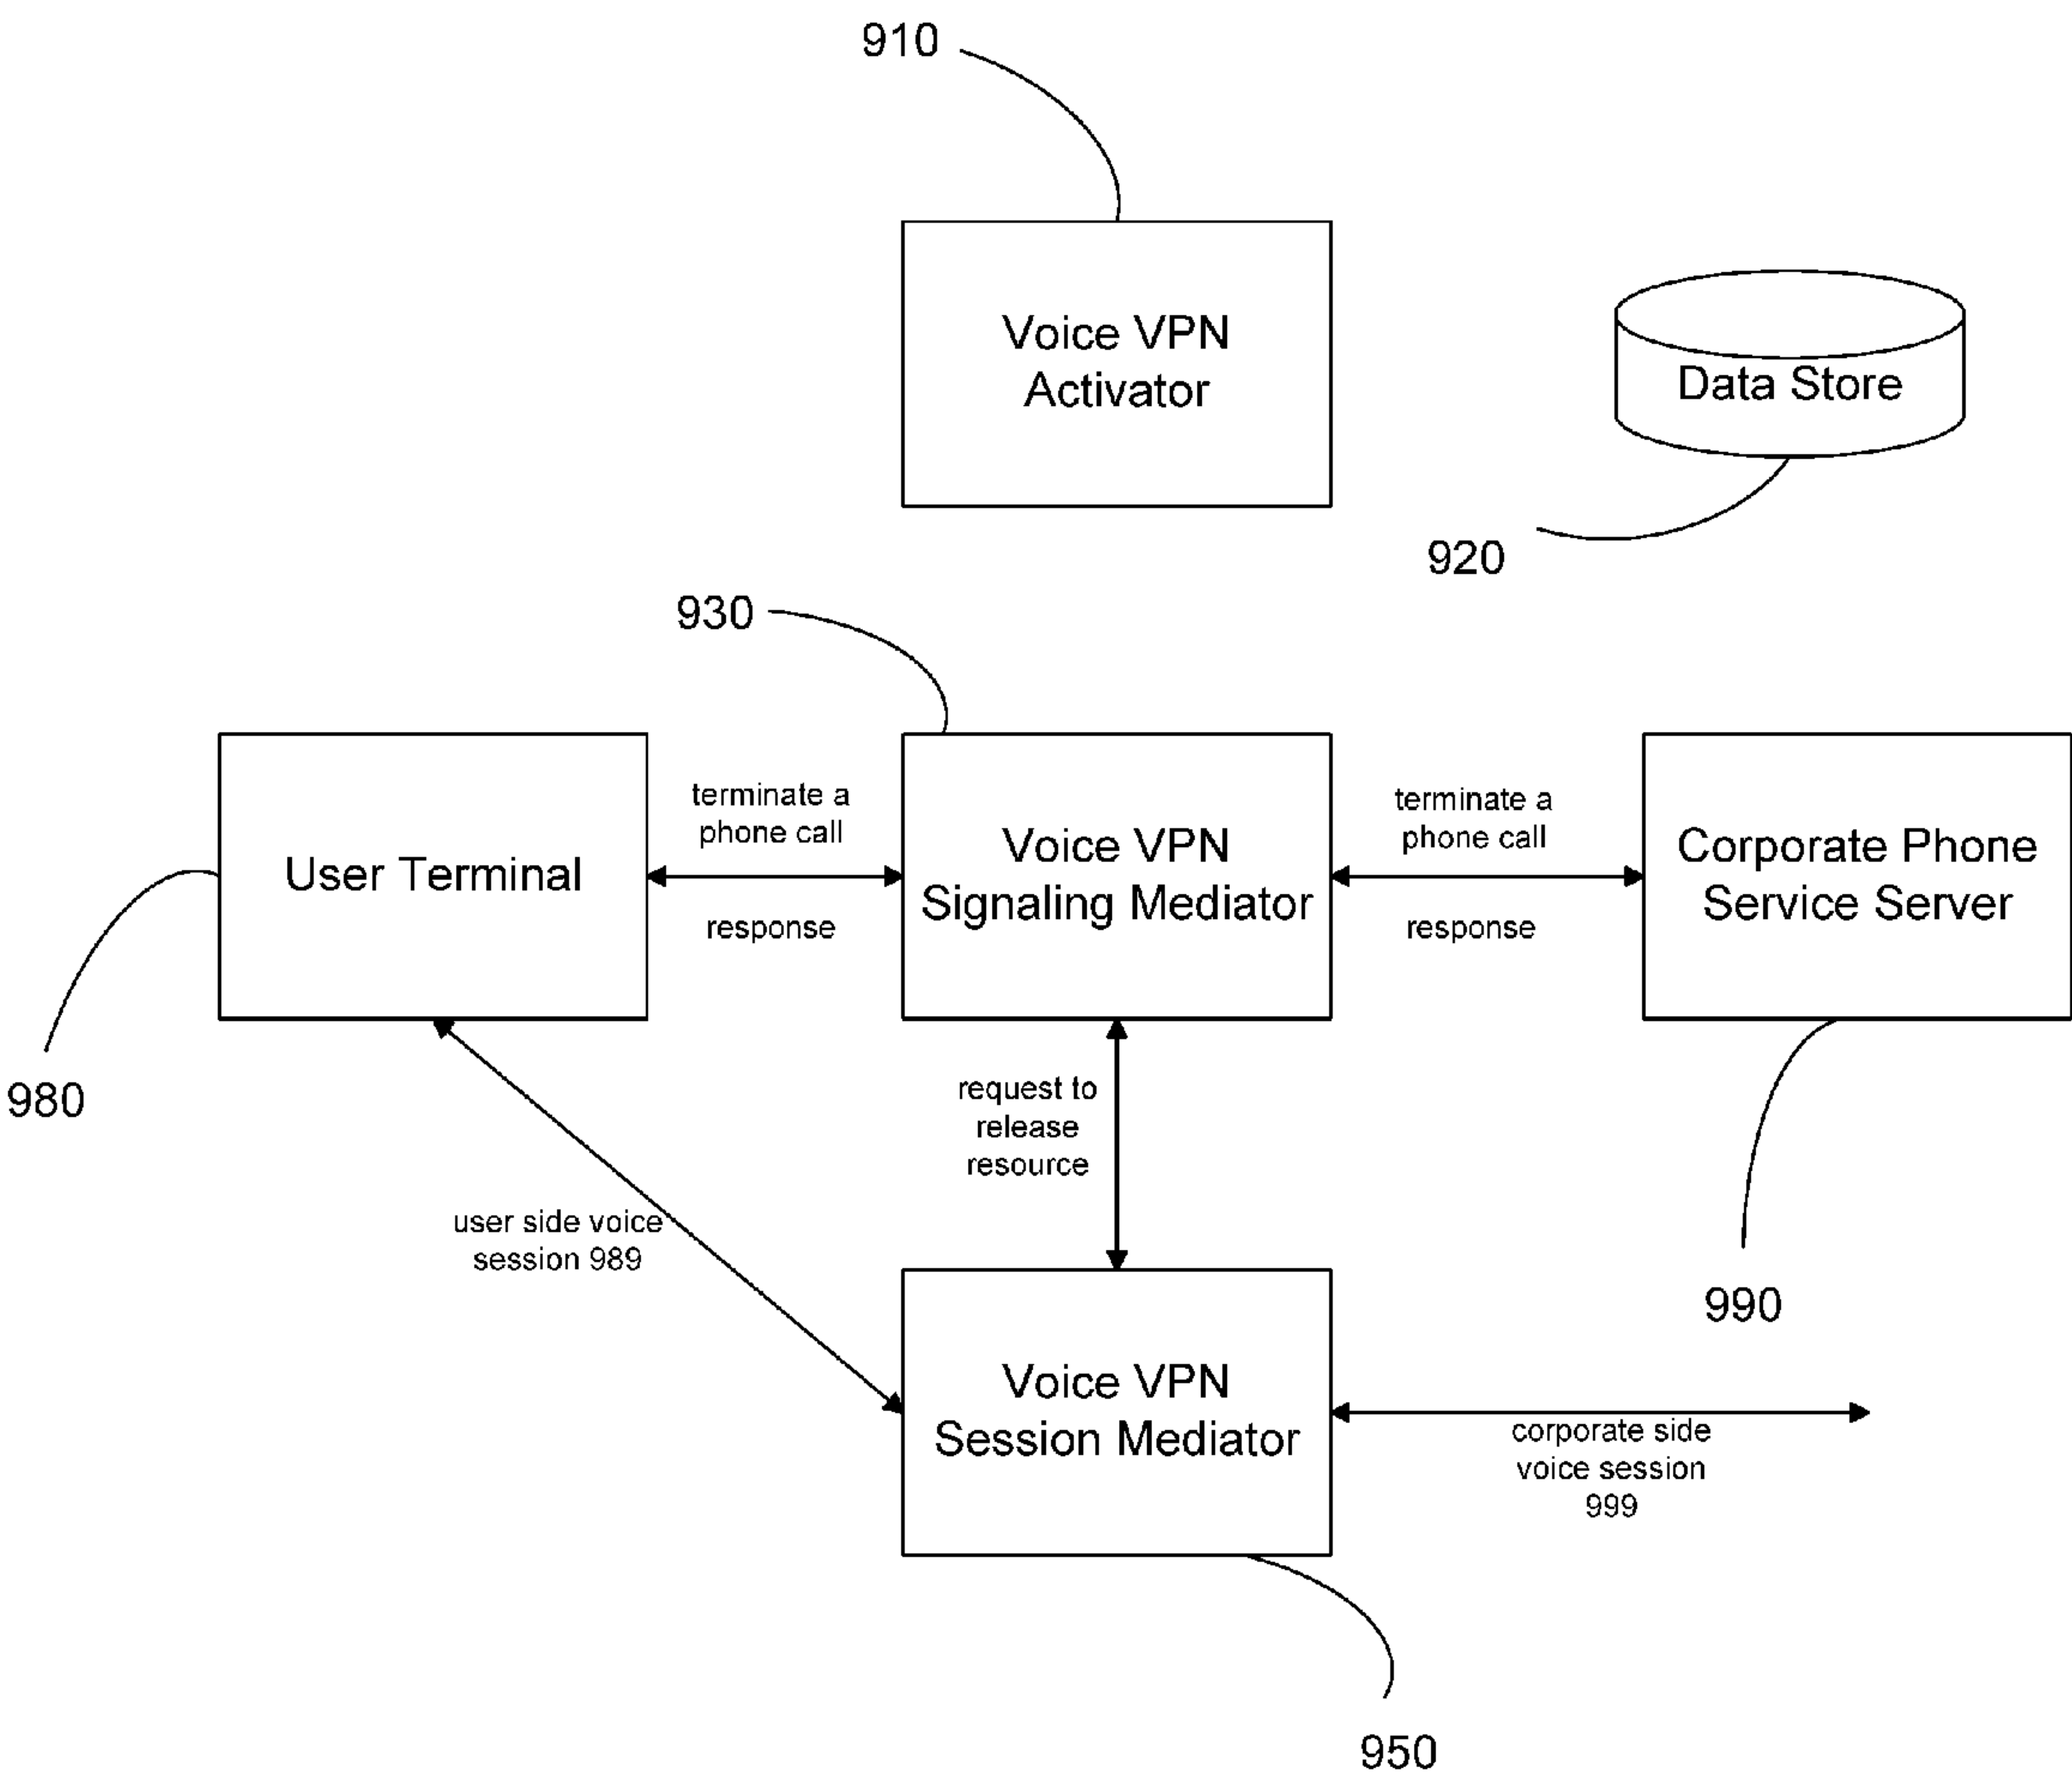 910
Voice VPN
Activator
Data Store
920
930
User Terminal
terminate a
phone call
response
Voice VPN
Signaling Mediator
terminate a
phone call
response
Corporate Phone
Service Server
980
request to
release
resource
user side voice
session 989
990
Voice VPN
Session Mediator
corporate side
voice session
999
950